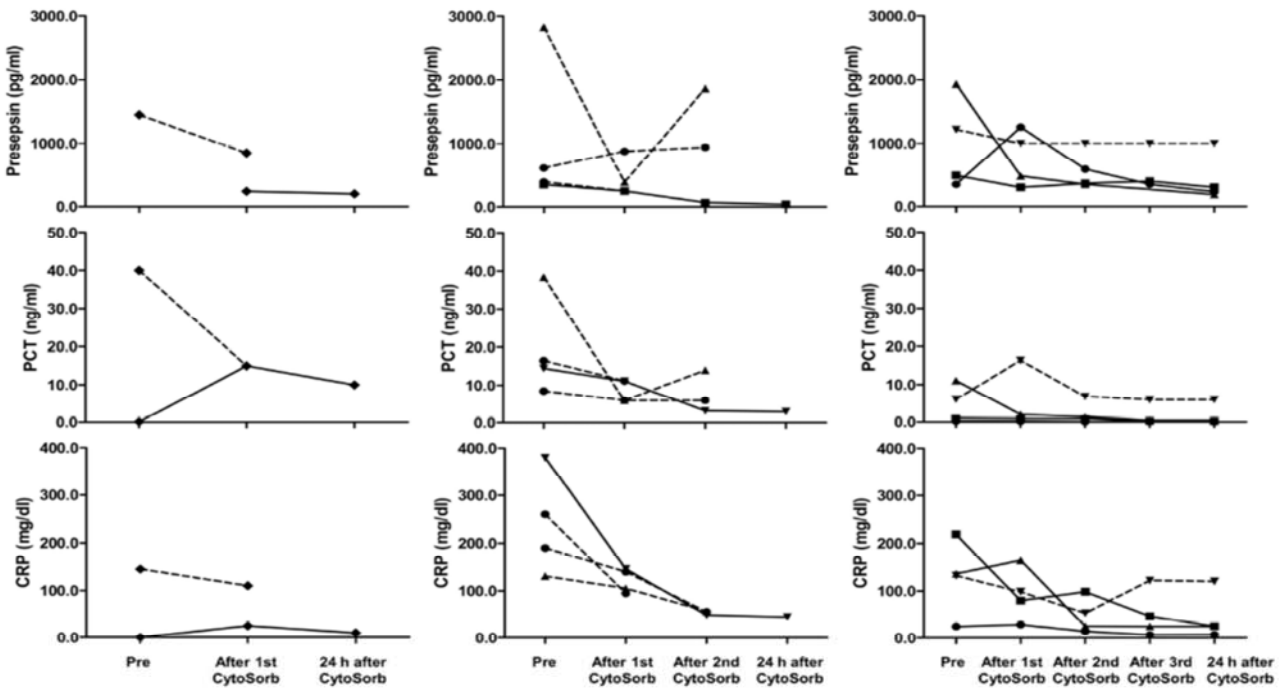 Presepsin (pg/ml)
3000.0
2000.0
1000.0
0.0
Presepsin (pg/ml)
3000.0
2000.0
1000.0
0.0
Presepsin (pg/ml)
3000.0
2000.0
1000.0
0.0
PCT (ng/ml)
50.0
40.0
30.0
20.0
10.0
0.0
PCT (ng/ml)
50.0
40.0
30.0
20.0
10.0
0.0
PCT (ng/ml)
50.0
40.0
30.0
20.0
10.0
0.0
CRP (mg/dl)
400.0
300.0
200.0
100.0
0.0
Pre
After 1st
CytoSorb
24 h after
CytoSorb
CRP (mg/dl)
400.0
300.0
200.0
100.0
0.0
Pre
After 1st
CytoSorb
After 2nd
CytoSorb
24 h after
CytoSorb
CRP (mg/dl)
400.0
300.0
200.0
100.0
0.0
Pre
After 1st
CytoSorb
After 2nd
CytoSorb
After 3rd
CytoSorb
24 h after
CytoSorb